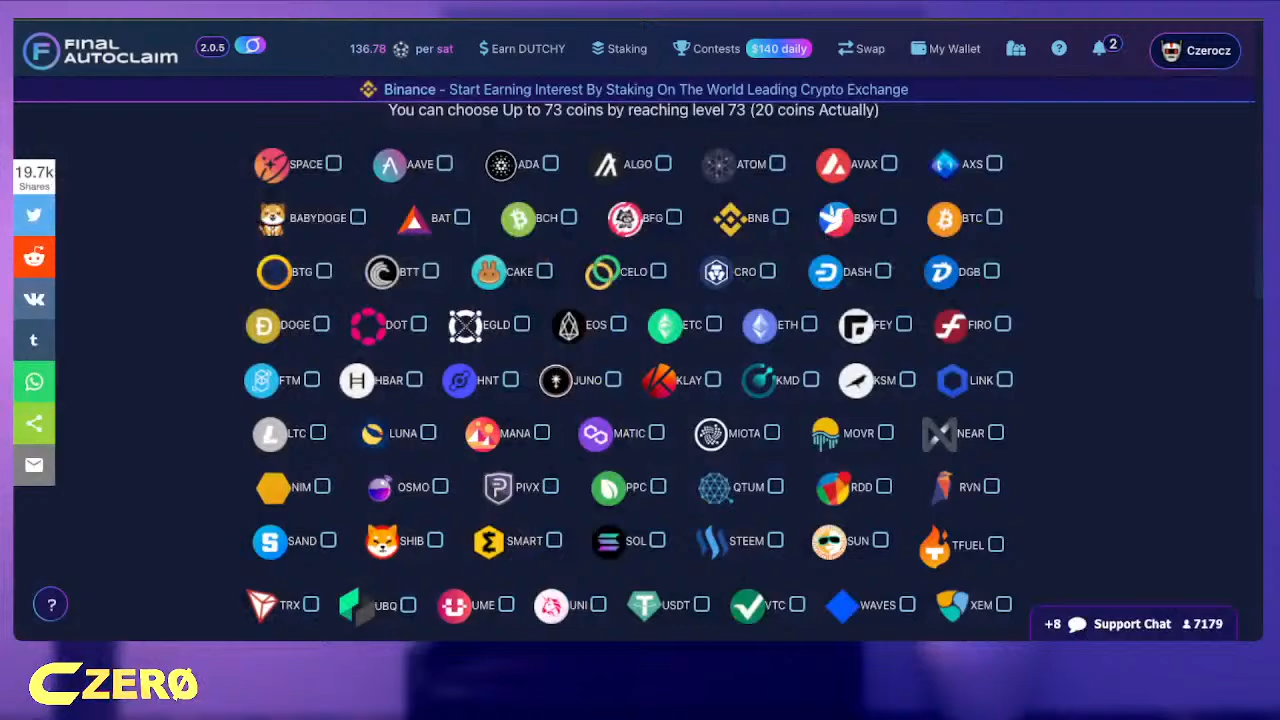 FINAL AUTOCLAIM
2.0.5
136.78 per sat
$ Earn DUTCHY
Staking
Contests $140 daily
Swap
My Wallet
?
2
Czerocz
Binance - Start Earning Interest By Staking On The World Leading Crypto Exchange
You can choose Up to 73 coins by reaching level 73 (20 coins Actually)
19.7k
Shares
SPACE AAVE ADA ALGO ATOM AVAX AXS
BABYDOGE BAT BCH BFG BNB BSW BTC
BTG BTT CAKE CELO CRO DASH DGB
DOGE DOT EGLD EOS ETC ETH FEY FIRO
FTM HBAR HNT JUNO KLAY KMD KSM LINK
LTC LUNA MANA MATIC MIOTA MOVR NEAR
NIM OSMO PIVX PPC QTUM RDD RVN
SAND SHIB SMART SOL STEEM SUN TFUEL
TRX UBQ UME UNI USDT VTC WAVES XEM
?
+8 Support Chat 7179
CZERØ